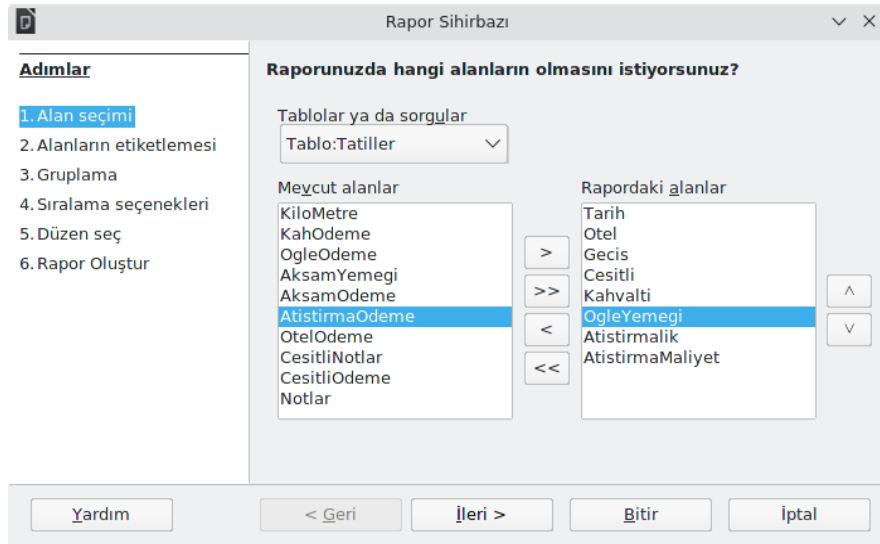 Rapor Sihirbazı
Adımlar
1. Alan seçimi
2. Alanların etiketlemesi
3. Gruplama
4. Sıralama seçenekleri
5. Düzen seç
6. Rapor Oluştur
Raporunuzda hangi alanların olmasını istiyorsunuz?
Tablolar ya da sorgular
Tablo:Tatiller
Mevcut alanlar
KiloMetre
KahOdeme
OgleOdeme
AksamYemegi
AksamOdeme
AtistirmaOdeme
OtelOdeme
CesitliNotlar
CesitliOdeme
Notlar
>
>>
<
<<
Rapordaki alanlar
Tarih
Otel
Gecis
Cesitli
Kahvalti
OgleYemegi
Atistirmalik
AtistirmaMaliyet
Yardım
< Geri
İleri >
Bitir
İptal